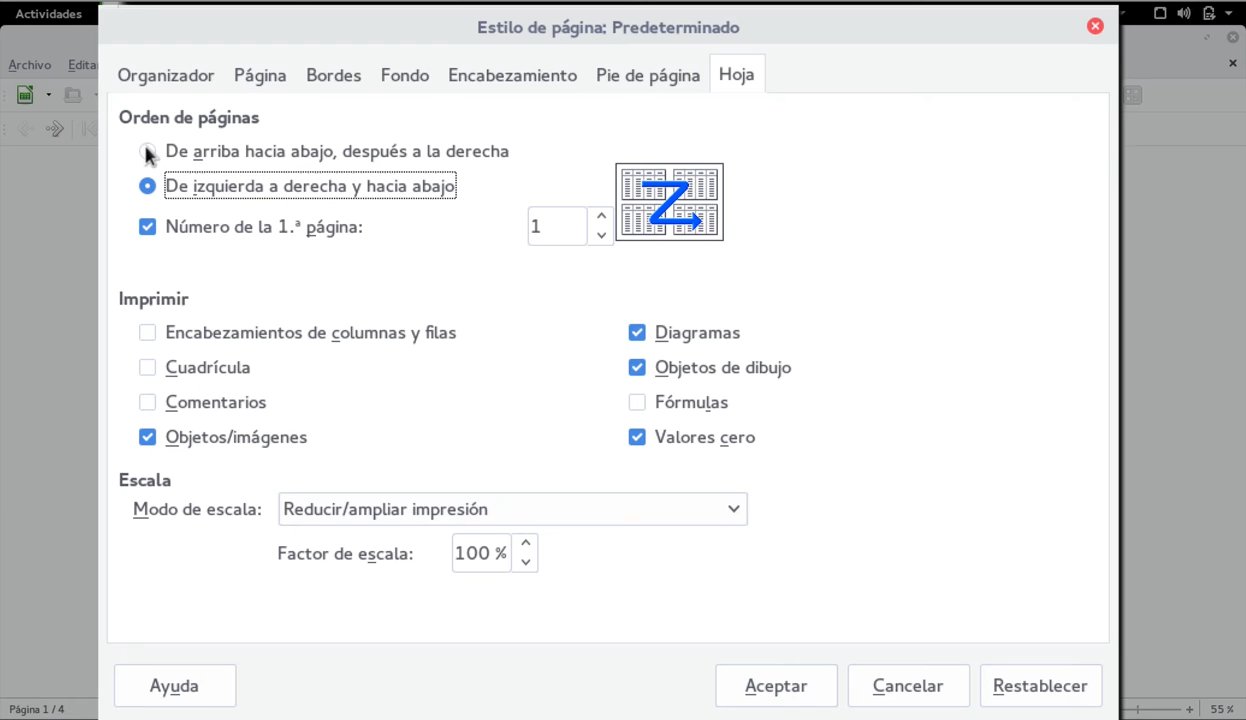 Actividades
Estilo de página: Predeterminado
Archivo
Organizador Página Bordes Fondo Encabezamiento Pie de página Hoja
Orden de páginas
De arriba hacia abajo, después a la derecha
De izquierda a derecha y hacia abajo
Número de la 1.ª página: 1
Imprimir
Encabezamientos de columnas y filas
Diagramas
Cuadrícula
Objetos de dibujo
Comentarios
Fórmulas
Objetos/imágenes
Valores cero
Escala
Modo de escala: Reducir/ampliar impresión
Factor de escala: 100 %
Ayuda Aceptar Cancelar Restablecer
Página 1 / 4
55 %